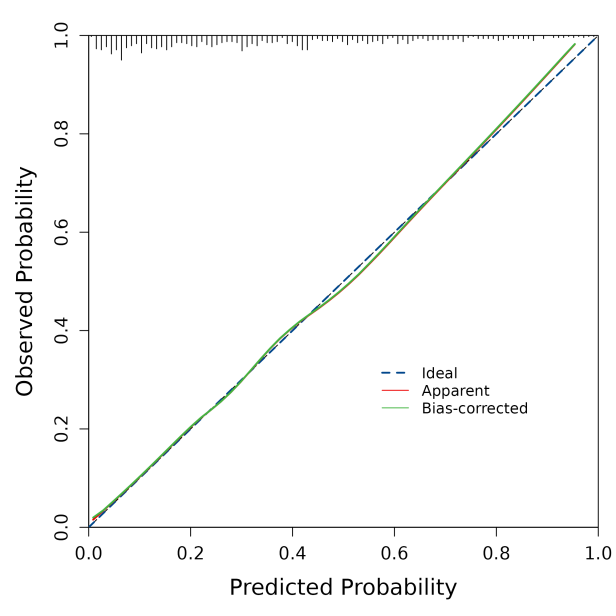 1.0
0.8
0.6
0.4
0.2
0.0
Observed Probability
Ideal
Apparent
Bias-corrected
0.0 0.2 0.4 0.6 0.8 1.0
Predicted Probability